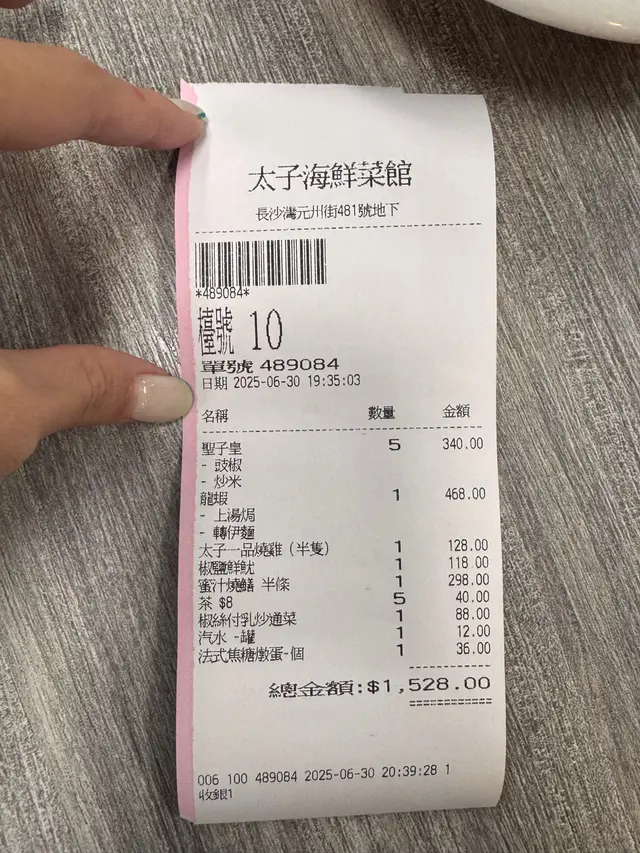 太子海鮮菜館
長沙灣元州街481號地下
*489084*
檯號 10
單號 489084
日期 2025-06-30 19:35:03
名稱 數量 金額
聖子皇 5 340.00
- 豉椒
- 炒米
龍蝦 1 468.00
- 上湯焗
- 轉伊麵
太子一品燒雞(半隻) 1 128.00
椒鹽鮮魷 1 118.00
蜜汁燒鱔 半條 1 298.00
茶 $8 5 40.00
椒絲付乳炒通菜 1 88.00
汽水 -罐 1 12.00
法式焦糖燉蛋-個 1 36.00
總金額:$1,528.00
006 100 489084 2025-06-30 20:39:28 1
收銀1